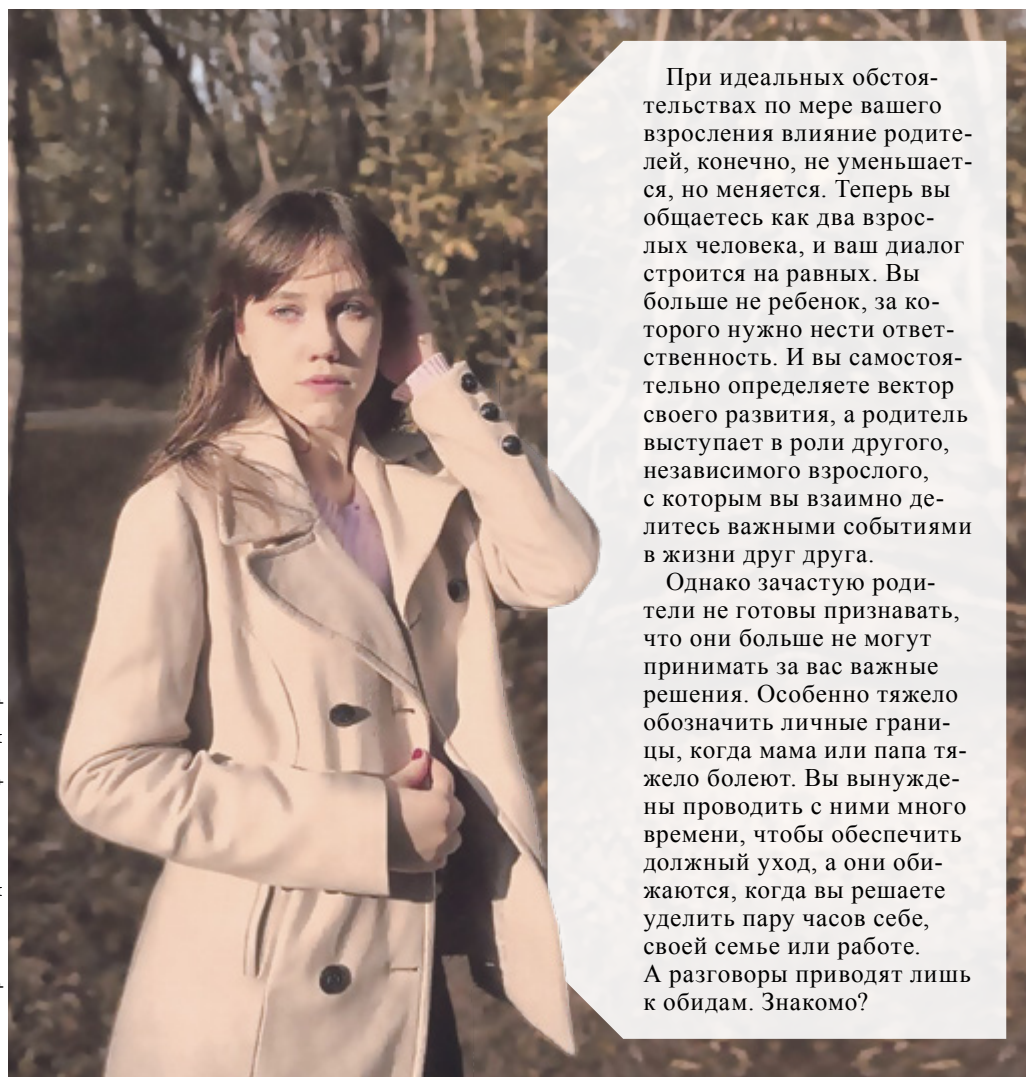 При идеальных обстоя-
тельствах по мере вашего
взросления влияние родите-
лей, конечно, не уменьшает-
ся, но меняется. Теперь вы
общаетесь как два взрос-
лых человека, и ваш диалог
строится на равных. Вы
больше не ребенок, за ко-
торого нужно нести ответ-
ственность. И вы самостоя-
тельно определяете вектор
своего развития, а родитель
выступает в роли другого,
независимого взрослого,
с которым вы взаимно де-
литесь важными событиями
в жизни друг друга.
Однако зачастую роди-
тели не готовы признавать,
что они больше не могут
принимать за вас важные
решения. Особенно тяжело
обозначить личные грани-
цы, когда мама или папа тя-
жело болеют. Вы вынужде-
ны проводить с ними много
времени, чтобы обеспечить
должный уход, а они оби-
жаются, когда вы решаете
уделить пару часов себе,
своей семье или работе.
А разговоры приводят лишь
к обидам. Знакомо?